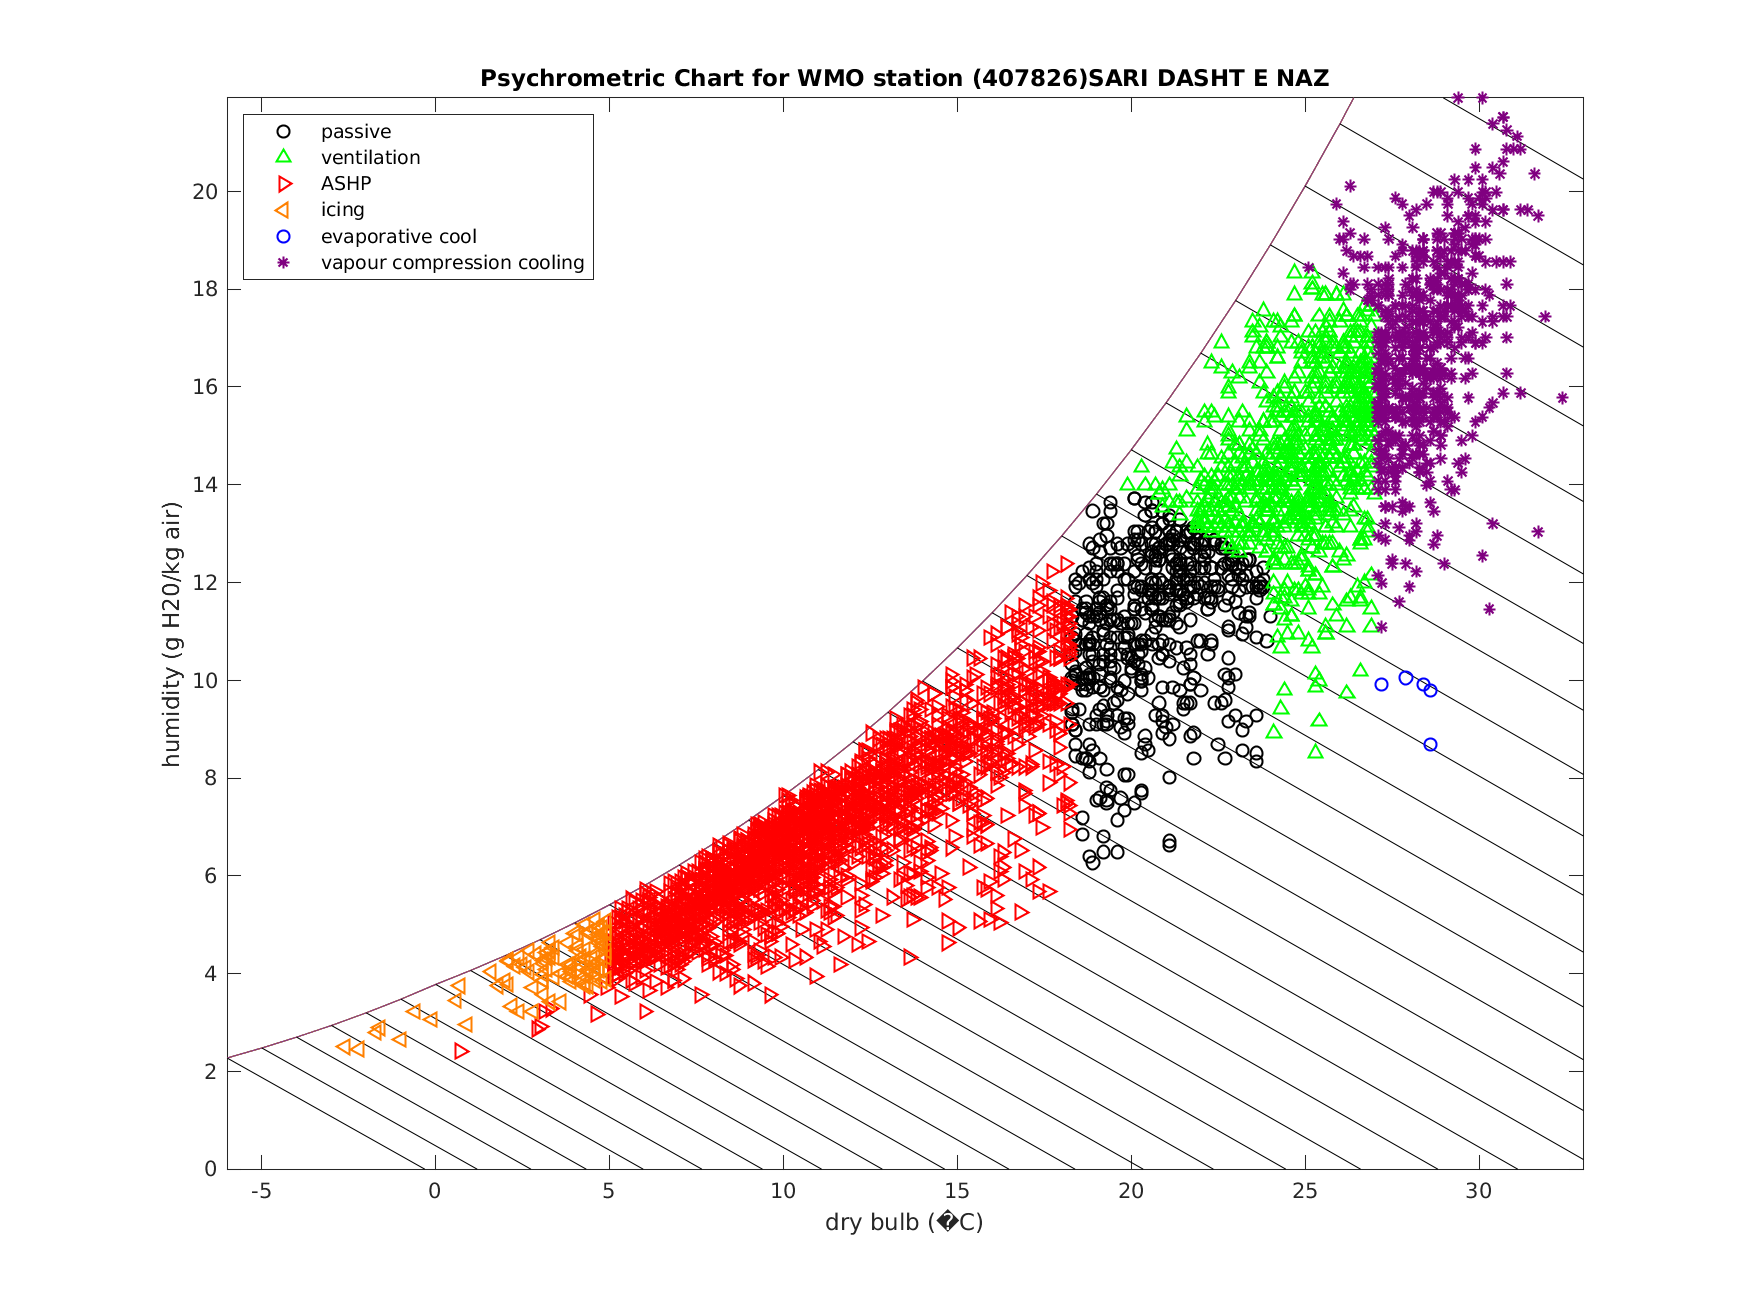 Psychrometric Chart for WMO station (407826)SARI DASHT E NAZ
passive
ventilation
ASHP
icing
evaporative cool
vapour compression cooling
humidity (g H20/kg air)
20
18
16
14
12
10
8
6
4
2
0
-5 0 5 10 15 20 25 30
dry bulb (�C)